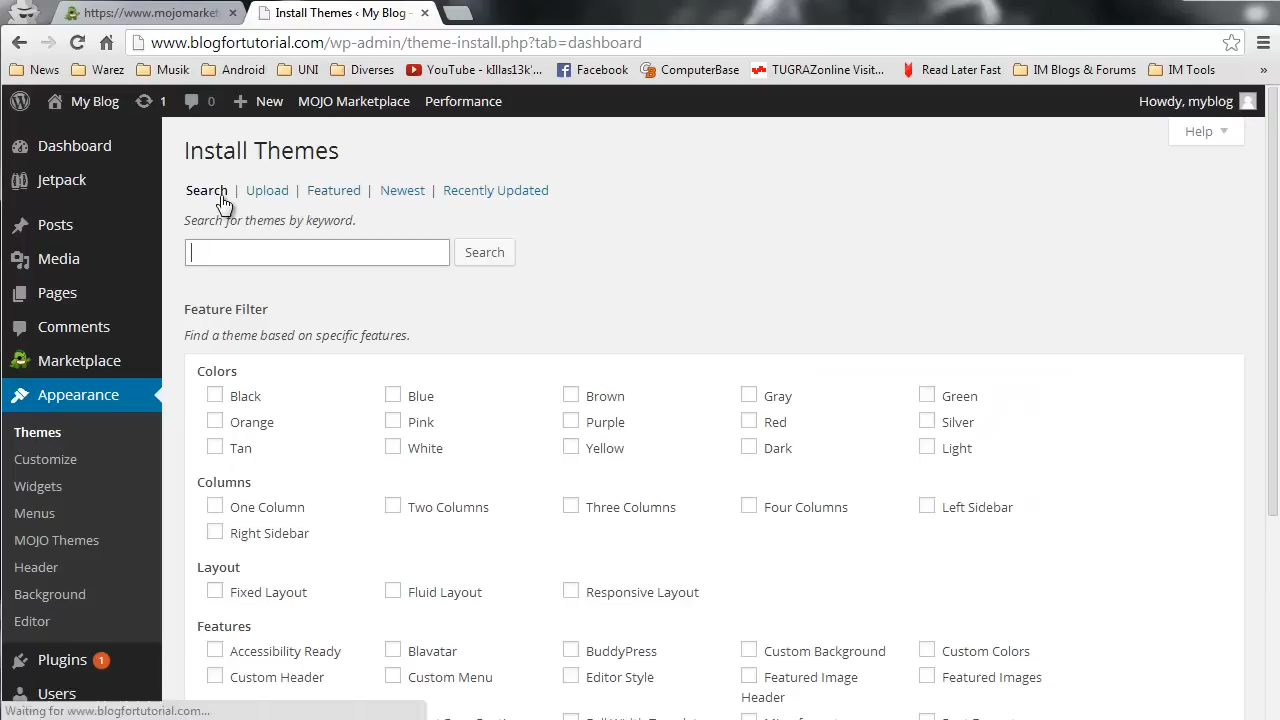 https://www.mojomarket
Install Themes ‹ My Blog -
www.blogfortutorial.com/wp-admin/theme-install.php?tab=dashboard
News Warez Musik Android UNI Diverses YouTube - kIllas13k'... Facebook ComputerBase TUGRAZonline Visit... Read Later Fast IM Blogs & Forums IM Tools »
My Blog 1 0 New MOJO Marketplace Performance Howdy, myblog
Help
Install Themes
Search | Upload | Featured | Newest | Recently Updated
Search for themes by keyword.
Search
Feature Filter
Find a theme based on specific features.
Colors
Black Blue Brown Gray Green
Orange Pink Purple Red Silver
Tan White Yellow Dark Light
Columns
One Column Two Columns Three Columns Four Columns Left Sidebar
Right Sidebar
Layout
Fixed Layout Fluid Layout Responsive Layout
Features
Accessibility Ready Blavatar BuddyPress Custom Background Custom Colors
Custom Header Custom Menu Editor Style Featured Image Header Featured Images
Dashboard
Jetpack
Posts
Media
Pages
Comments
Marketplace
Appearance
Themes
Customize
Widgets
Menus
MOJO Themes
Header
Background
Editor
Plugins 1
Users
Waiting for www.blogfortutorial.com...